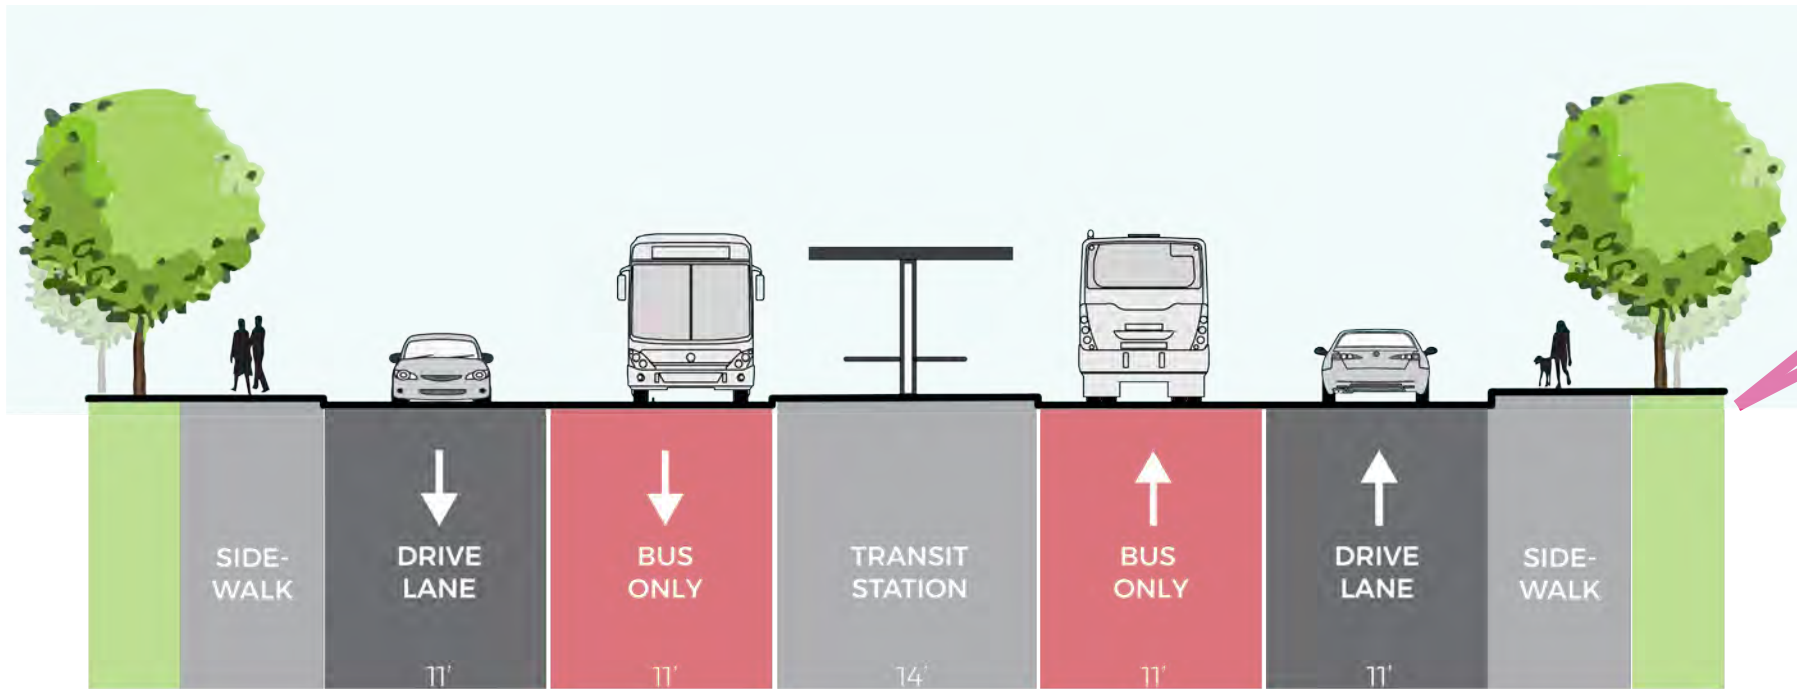 SIDE-
WALK
DRIVE
LANE
11'
BUS
ONLY
11'
TRANSIT
STATION
14'
BUS
ONLY
11'
DRIVE
LANE
11'
SIDE-
WALK